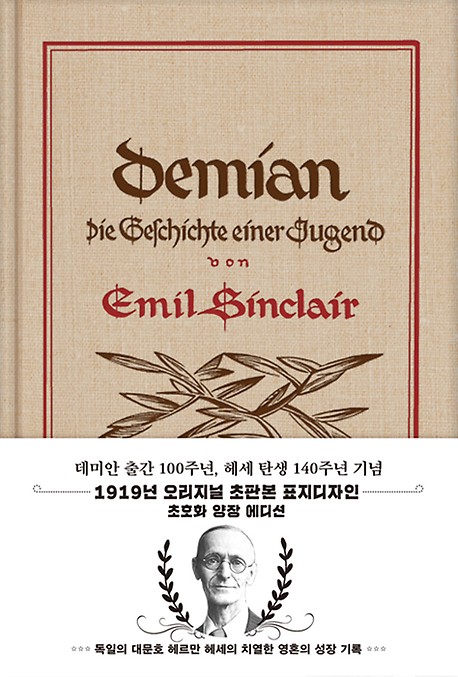 Demian
Die Geschichte einer Jugend
von
Emil Sinclair
데미안 출간 100주년, 헤세 탄생 140주년 기념
1919년 오리지널 초판본 표지디자인
초호화 양장 에디션
독일의 대문호 헤르만 헤세의 치열한 영혼의 성장 기록